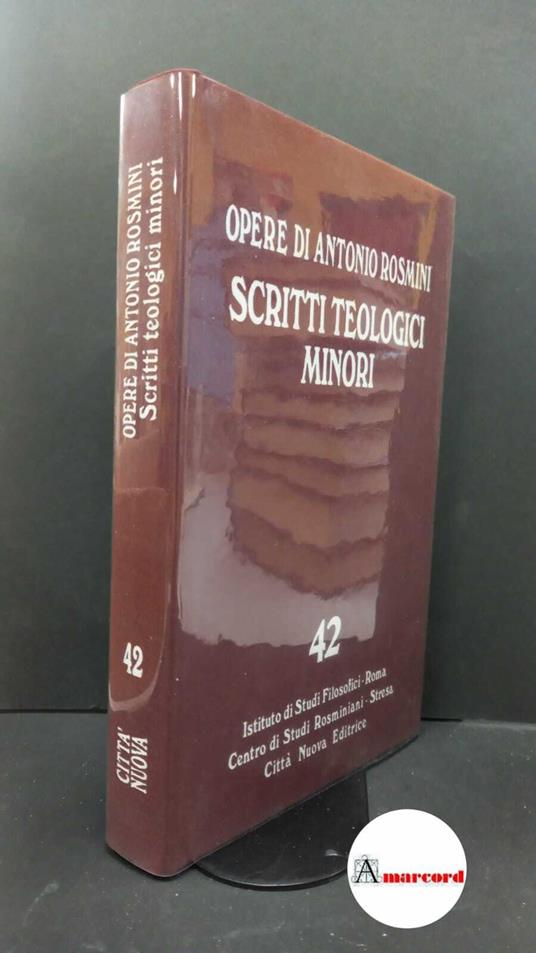 OPERE DI ANTONIO ROSMINI
Scritti teologici minori
42
CITTA'
NUOVA
OPERE DI ANTONIO ROSMINI
SCRITTI TEOLOGICI
MINORI
42
Istituto di Studi Filosofici - Roma
Centro di Studi Rosminiani - Stresa
Città Nuova Editrice
Amarcord